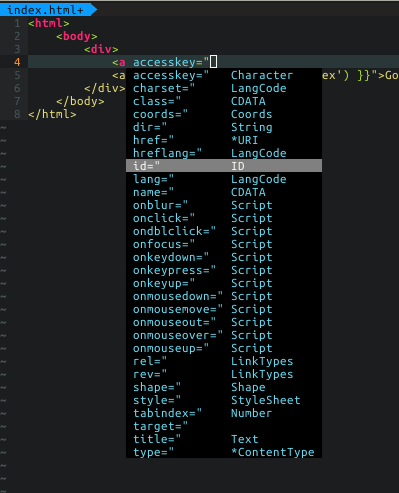 index.html+
1 <html>
2 <body>
3 <div>
4 <a accesskey="
5 <a accesskey=" Character ex') }}">Go
6 </div> charset=" LangCode
7 </body> class=" CDATA
8 </html> coords=" Coords
~ dir=" String
~ href=" *URI
~ hreflang=" LangCode
~ id=" ID
~ lang=" LangCode
~ name=" CDATA
~ onblur=" Script
~ onclick=" Script
~ ondblclick=" Script
~ onfocus=" Script
~ onkeydown=" Script
~ onkeypress=" Script
~ onkeyup=" Script
~ onmousedown=" Script
~ onmousemove=" Script
~ onmouseout=" Script
~ onmouseover=" Script
~ onmouseup=" Script
~ rel=" LinkTypes
~ rev=" LinkTypes
~ shape=" Shape
~ style=" StyleSheet
~ tabindex=" Number
~ target="
~ title=" Text
~ type=" *ContentType
~
~